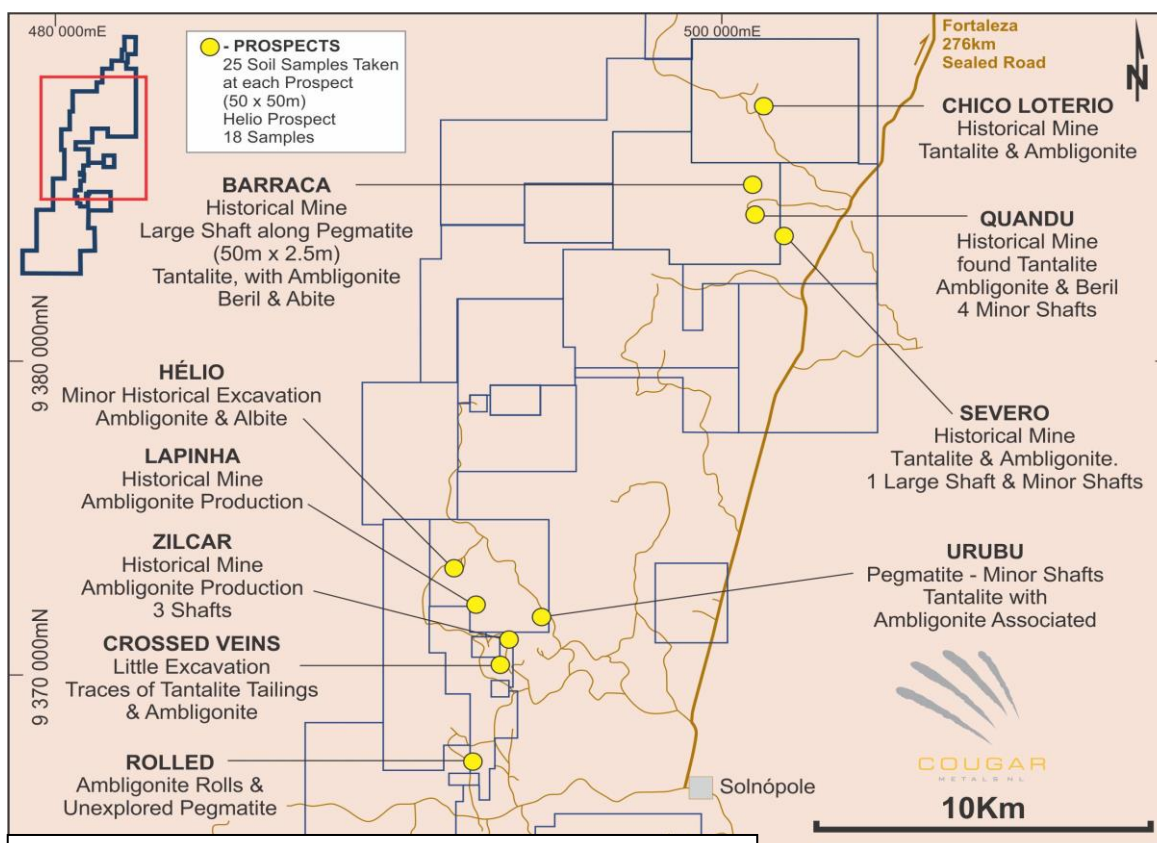 480 000mE
500 000mE
- PROSPECTS
25 Soil Samples Taken
at each Prospect
(50 x 50m)
Helio Prospect
18 Samples
Fortaleza
276km
Sealed Road
N
CHICO LOTERIO
Historical Mine
Tantalite & Ambligonite
BARRACA
Historical Mine
Large Shaft along Pegmatite
(50m x 2.5m)
Tantalite, with Ambligonite
Beril & Abite
QUANDU
Historical Mine
found Tantalite
Ambligonite & Beril
4 Minor Shafts
9 380 000mN
HÉLIO
Minor Historical Excavation
Ambligonite & Albite
SEVERO
Historical Mine
Tantalite & Ambligonite.
1 Large Shaft & Minor Shafts
LAPINHA
Historical Mine
Ambligonite Production
ZILCAR
Historical Mine
Ambligonite Production
3 Shafts
URUBU
Pegmatite - Minor Shafts
Tantalite with
Ambligonite Associated
CROSSED VEINS
Little Excavation
Traces of Tantalite Tailings
& Ambligonite
9 370 000mN
ROLLED
Ambligonite Rolls &
Unexplored Pegmatite
Solnópole
COUGAR
METALS NL
10Km